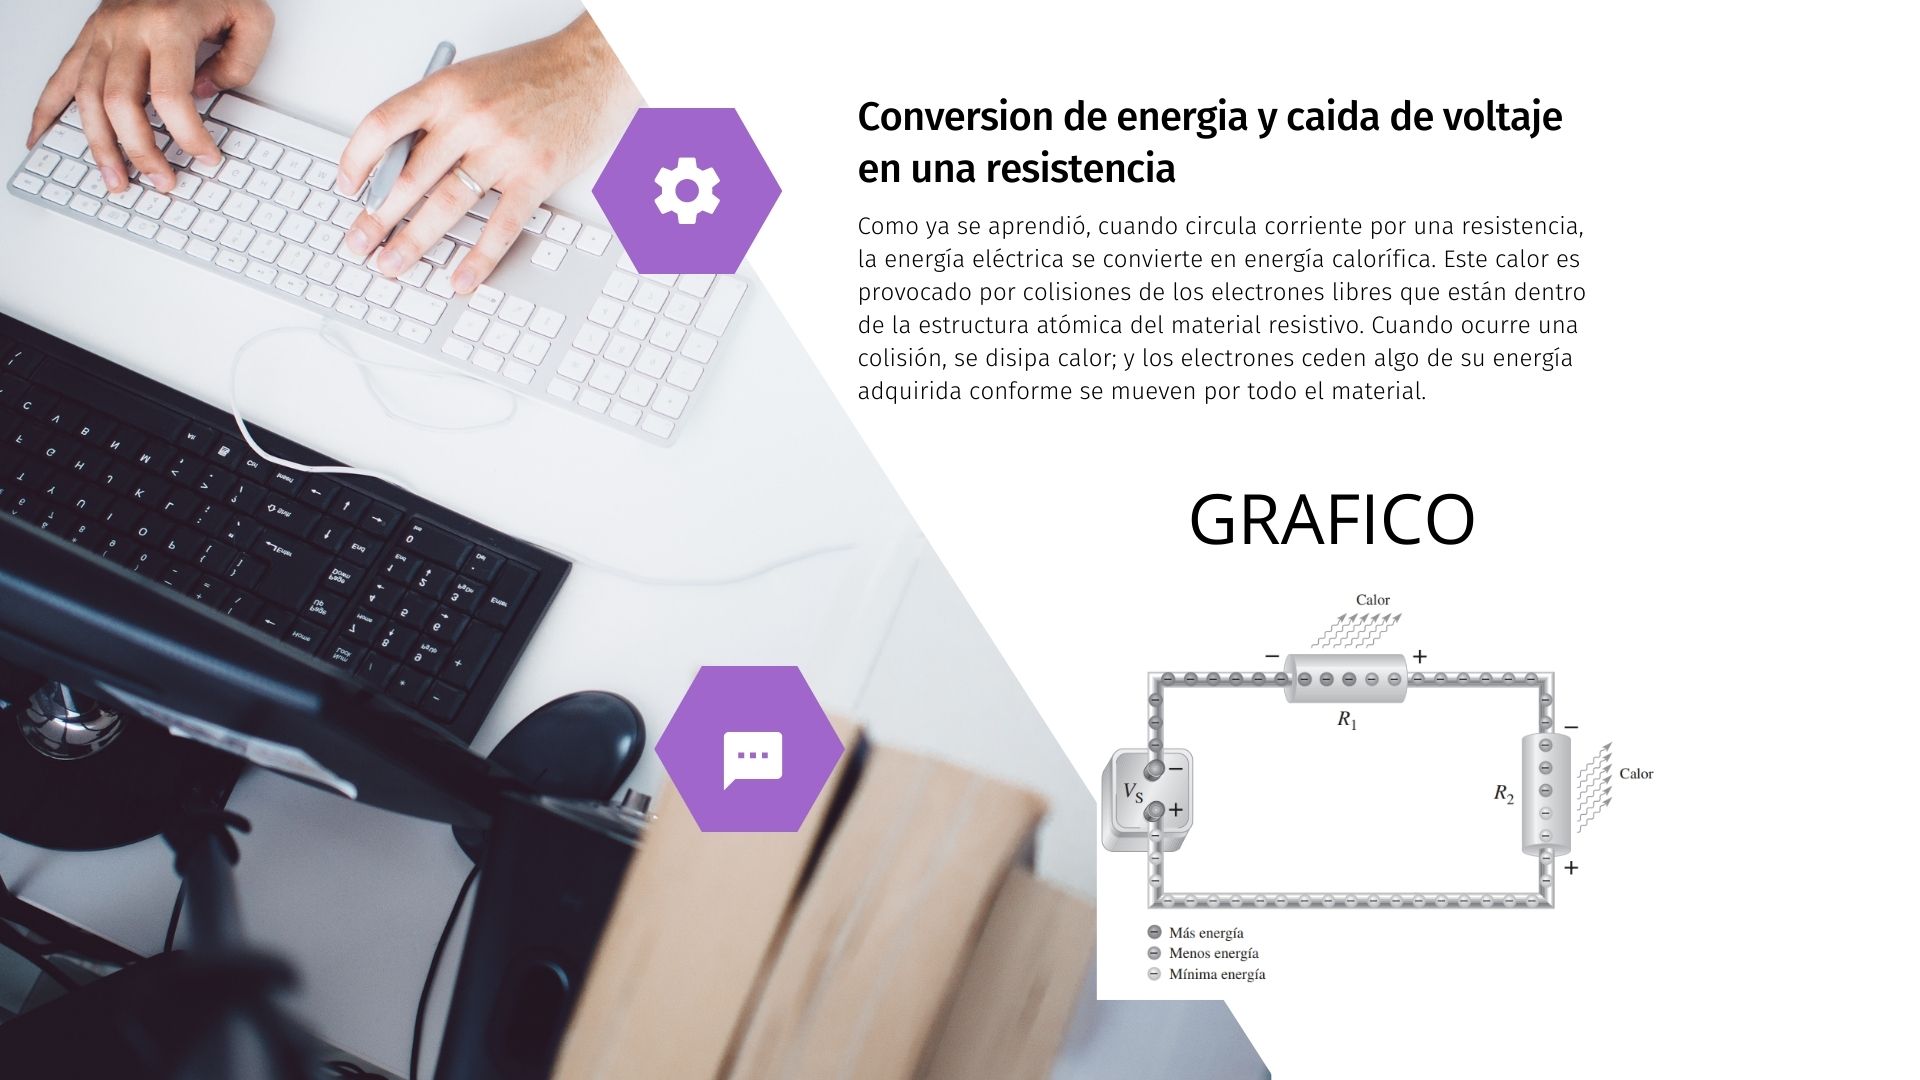 Conversion de energia y caida de voltaje
en una resistencia
Como ya se aprendió, cuando circula corriente por una resistencia,
la energía eléctrica se convierte en energía calorífica. Este calor es
provocado por colisiones de los electrones libres que están dentro
de la estructura atómica del material resistivo. Cuando ocurre una
colisión, se disipa calor; y los electrones ceden algo de su energía
adquirida conforme se mueven por todo el material.
GRAFICO
Calor
− +
R1
−
VS
−
+
R2
Calor
+
Más energía
Menos energía
Mínima energía